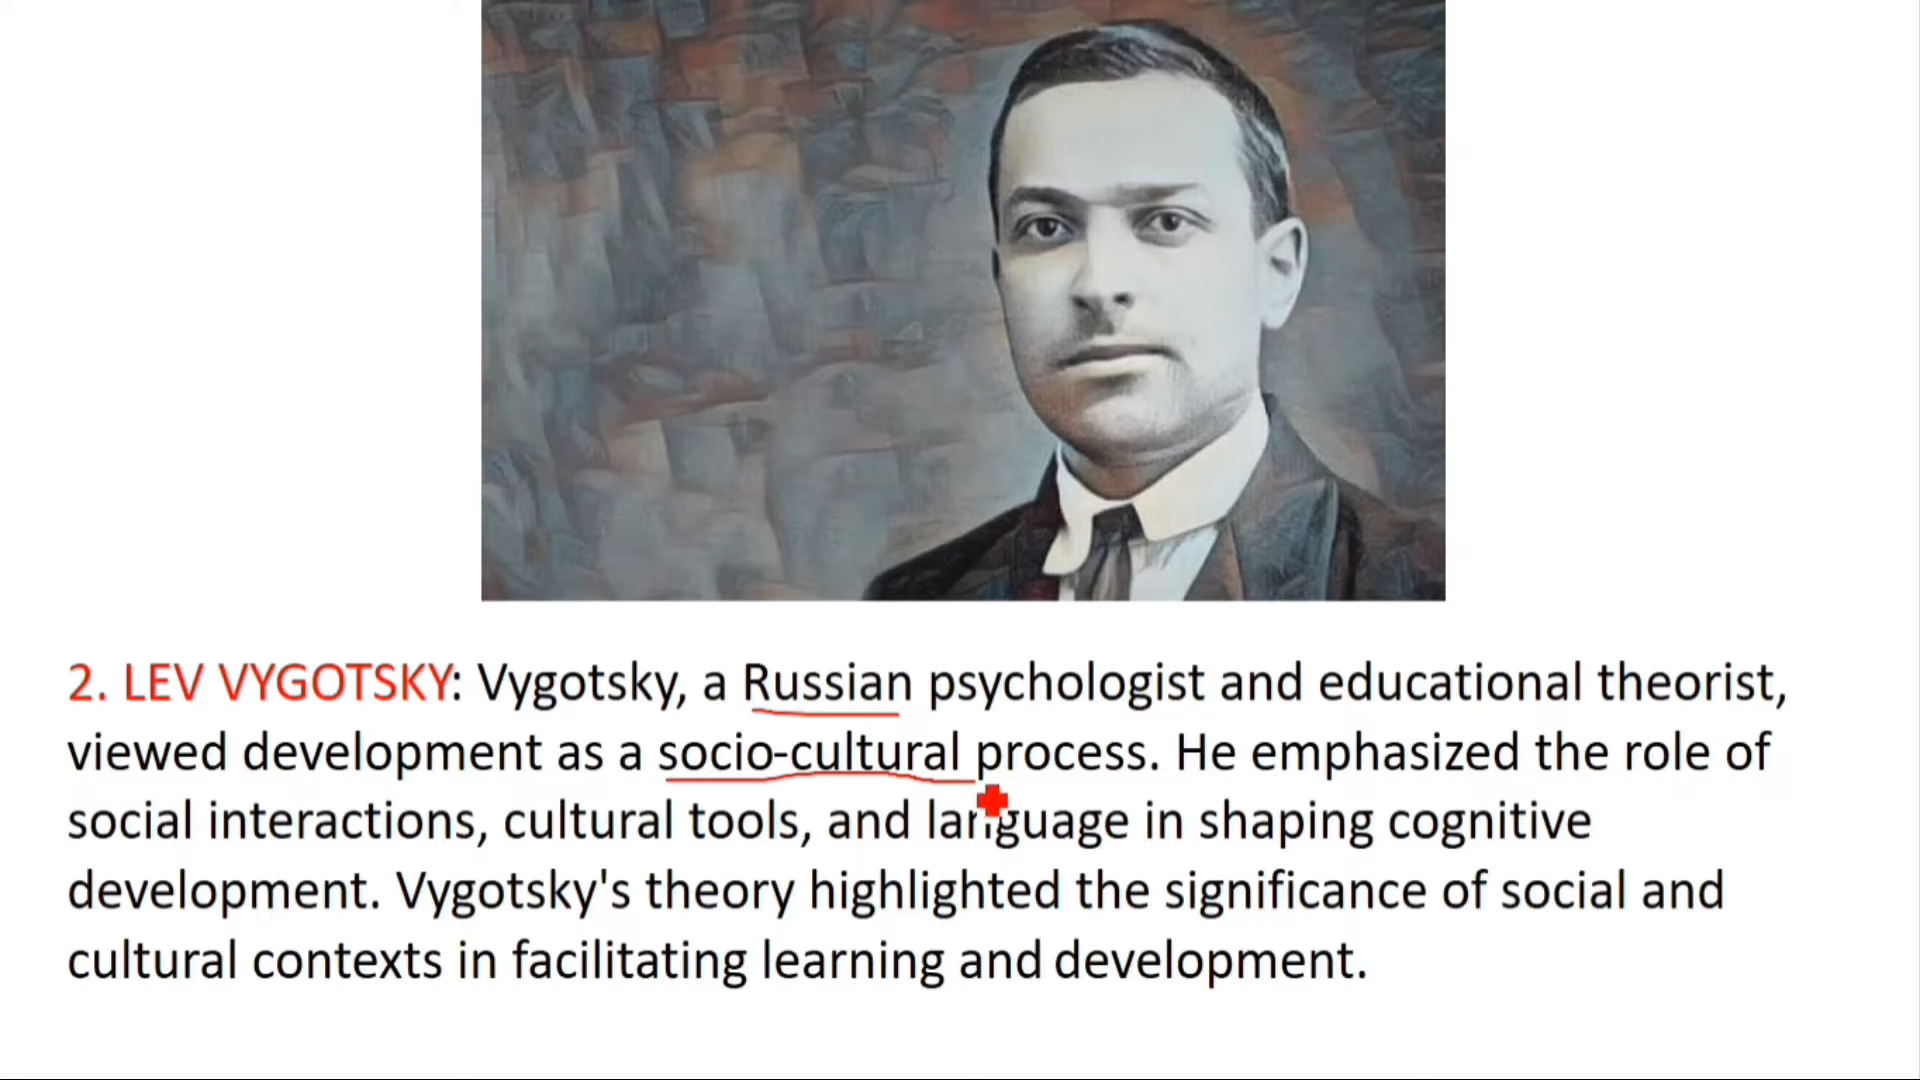 2. LEV VYGOTSKY: Vygotsky, a Russian psychologist and educational theorist,
viewed development as a socio-cultural process. He emphasized the role of
social interactions, cultural tools, and language in shaping cognitive
development. Vygotsky's theory highlighted the significance of social and
cultural contexts in facilitating learning and development.